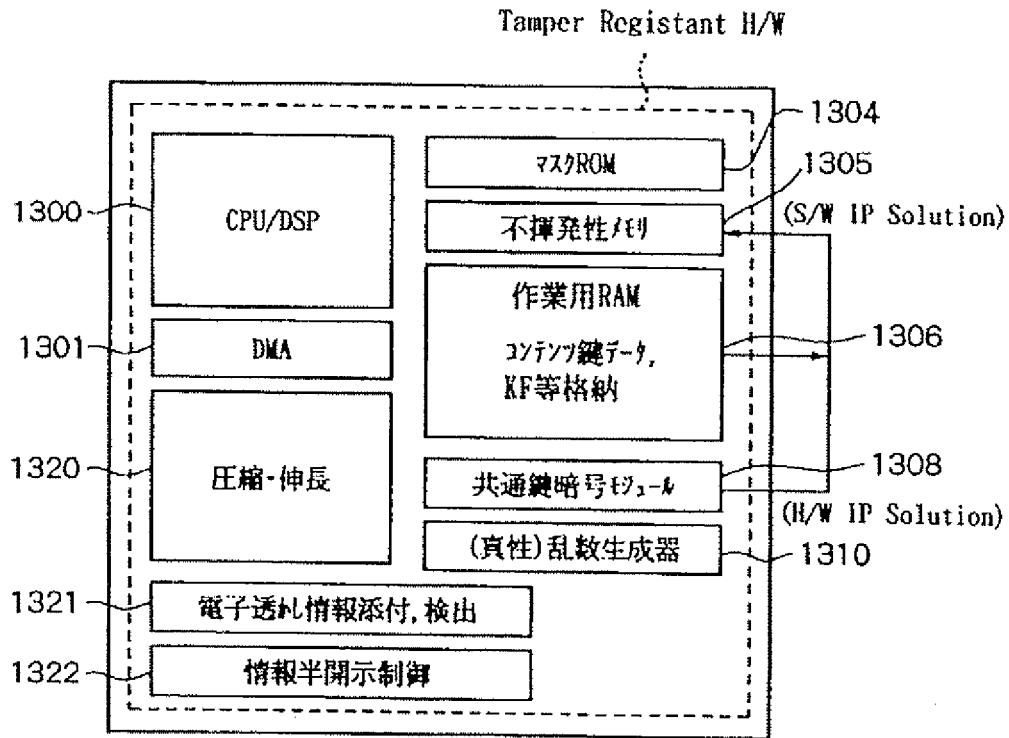 Tamper Registant H/W
1304
マスクROM
1305
1300
CPU/DSP
不揮発性メモリ
(S/W IP Solution)
作業用RAM
1301
DMA
コンテンツ鍵データ,
1306
KF等格納
1320
圧縮・伸長
1308
共通鍵暗号モジュール
(H/W IP Solution)
(真性)乱数生成器
1310
1321
電子透かし情報添付,検出
1322
情報半開示制御